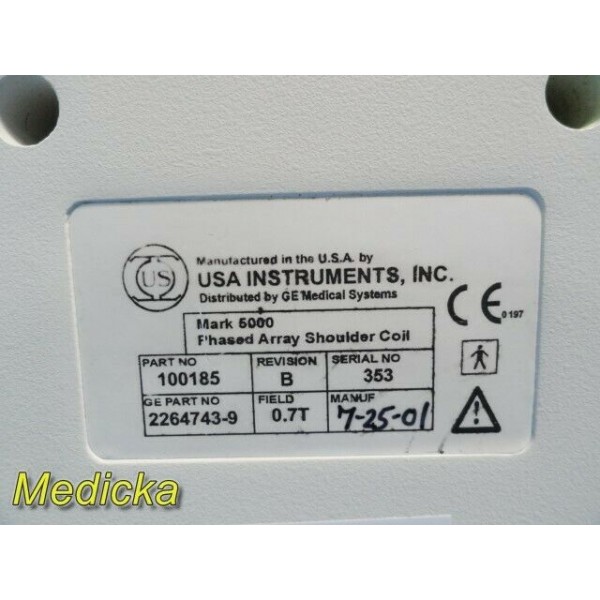 US
Manufactured in the U.S.A. by
USA INSTRUMENTS, INC.
Distributed by GE Medical Systems
Mark 5000
Phased Array Shoulder Coil
CE 0197
PART NO REVISION SERIAL NO
100185 B 353
GE PART NO FIELD MANUF
2264743-9 0.7T 7-25-01
!
Medicka